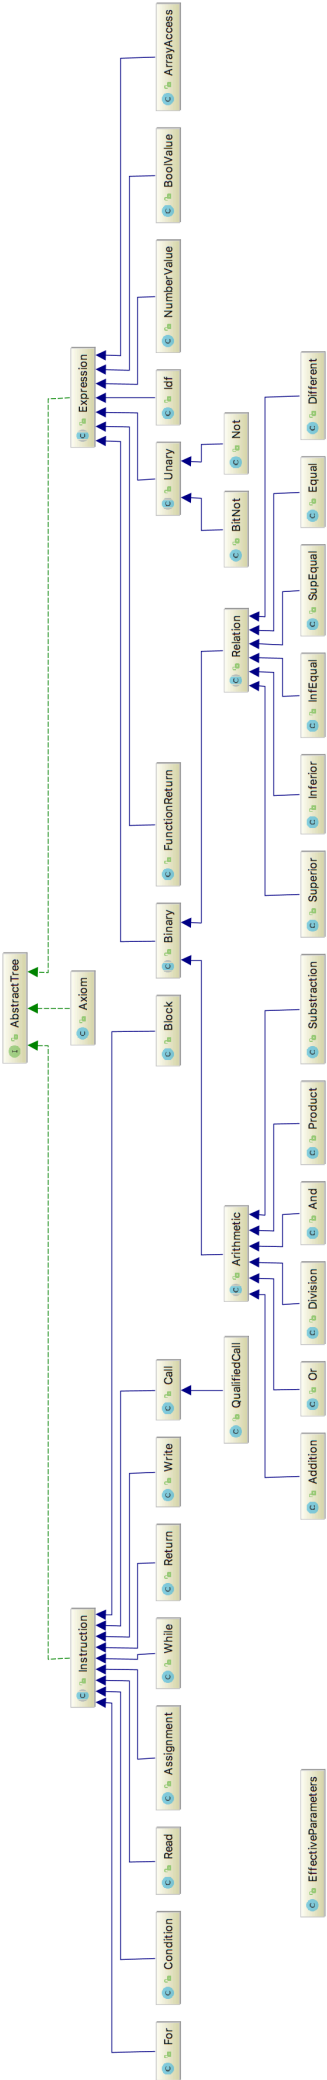 AbstractTree
Instruction
Axiom
Expression
For
Condition
Read
Assignment
While
Return
Write
Call
Block
Binary
FunctionReturn
Unary
Idf
NumberValue
BoolValue
ArrayAccess
QualifiedCall
Arithmetic
Relation
BitNot
Not
EffectiveParameters
Addition
Or
Division
And
Product
Substraction
Superior
Inferior
InfEqual
SupEqual
Equal
Different